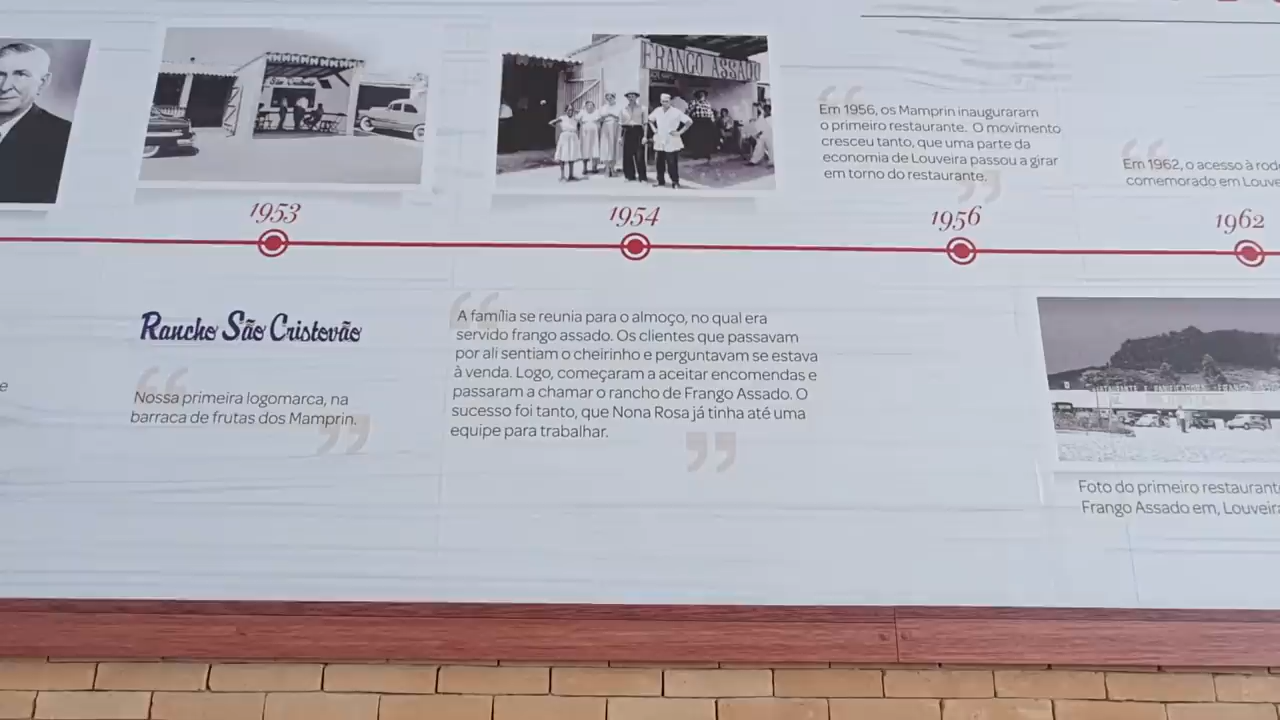 FRANGO ASSADO
Em 1956, os Mamprin inauguraram
o primeiro restaurante. O movimento
cresceu tanto, que uma parte da
economia de Louveira passou a girar
em torno do restaurante.
Em 1962, o acesso à
comemorado em
1953
1954
1956
1962
Rancho São Cristovão
Nossa primeira logomarca, na
barraca de frutas dos Mamprin.
A família se reunia para o almoço, no qual era
servido frango assado. Os clientes que passavam
por ali sentiam o cheirinho e perguntavam se estava
à venda. Logo, começaram a aceitar encomendas e
passaram a chamar o rancho de Frango Assado. O
sucesso foi tanto, que Nona Rosa já tinha até uma
equipe para trabalhar.
Foto do primeiro restaurant
Frango Assado em, Louveir